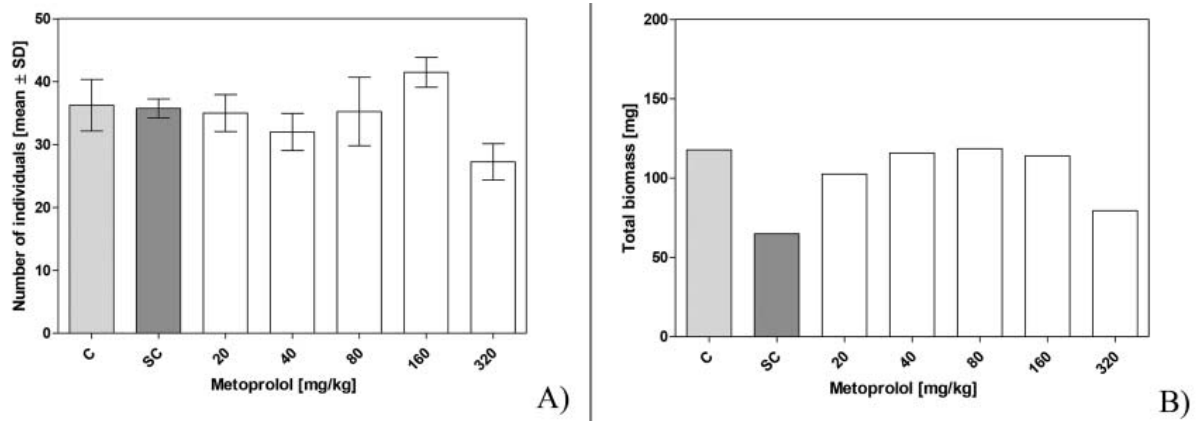 Number of individuals [mean ± SD]
50
40
30
20
10
0
C SC 20 40 80 160 320
Metoprolol [mg/kg]
A)
Total biomass [mg]
200
150
100
50
0
C SC 20 40 80 160 320
Metoprolol [mg/kg]
B)